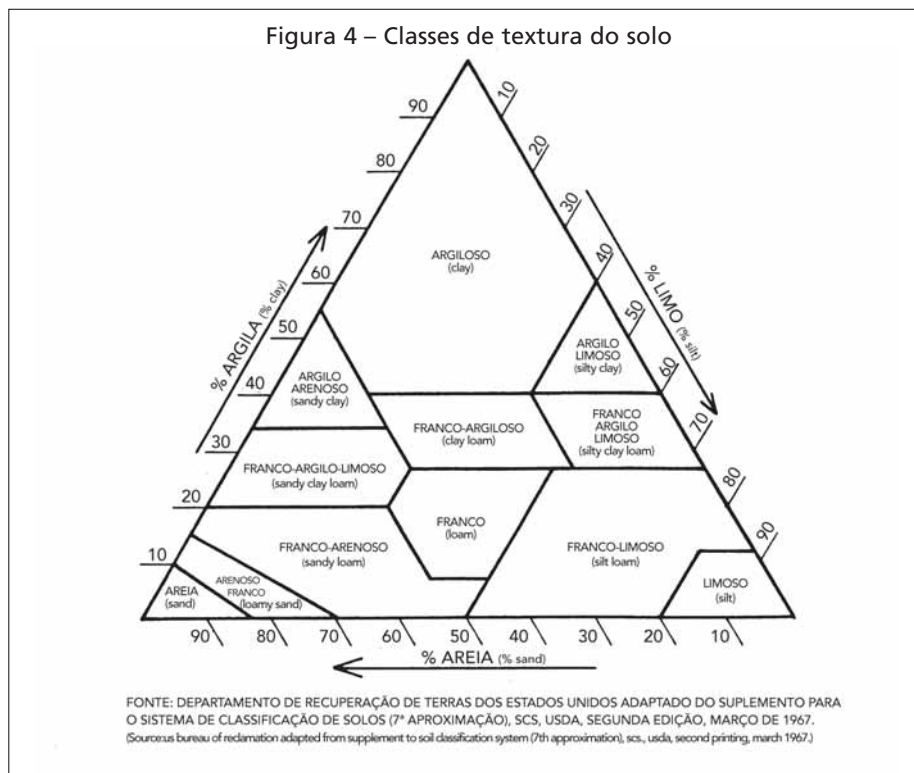 Figura 4 – Classes de textura do solo
90
80
70
60
50
40
30
20
10
% ARGILA (% clay)
10
20
30
40
50
60
70
80
90
% LIMO (% silt)
ARGILOSO
(clay)
ARGILO
LIMOSO
(silty clay)
ARGILO
ARENOSO
(sandy clay)
FRANCO-ARGILOSO
(clay loam)
FRANCO
ARGILO
LIMOSO
(silty clay loam)
FRANCO-ARGILO-LIMOSO
(sandy clay loam)
FRANCO
(loam)
FRANCO-ARENOSO
(sandy loam)
FRANCO-LIMOSO
(silt loam)
ARENOSO
FRANCO
(loamy sand)
AREIA
(sand)
LIMOSO
(silt)
90 80 70 60 50 40 30 20 10
% AREIA (% sand)
FONTE: DEPARTAMENTO DE RECUPERAÇÃO DE TERRAS DOS ESTADOS UNIDOS ADAPTADO DO SUPLEMENTO PARA
O SISTEMA DE CLASSIFICAÇÃO DE SOLOS (7ª APROXIMAÇÃO), SCS, USDA, SEGUNDA EDIÇÃO, MARÇO DE 1967.
(Source:us bureau of reclamation adapted from supplement to soil classification system (7th approximation), scs., usda, second printing, march 1967.)